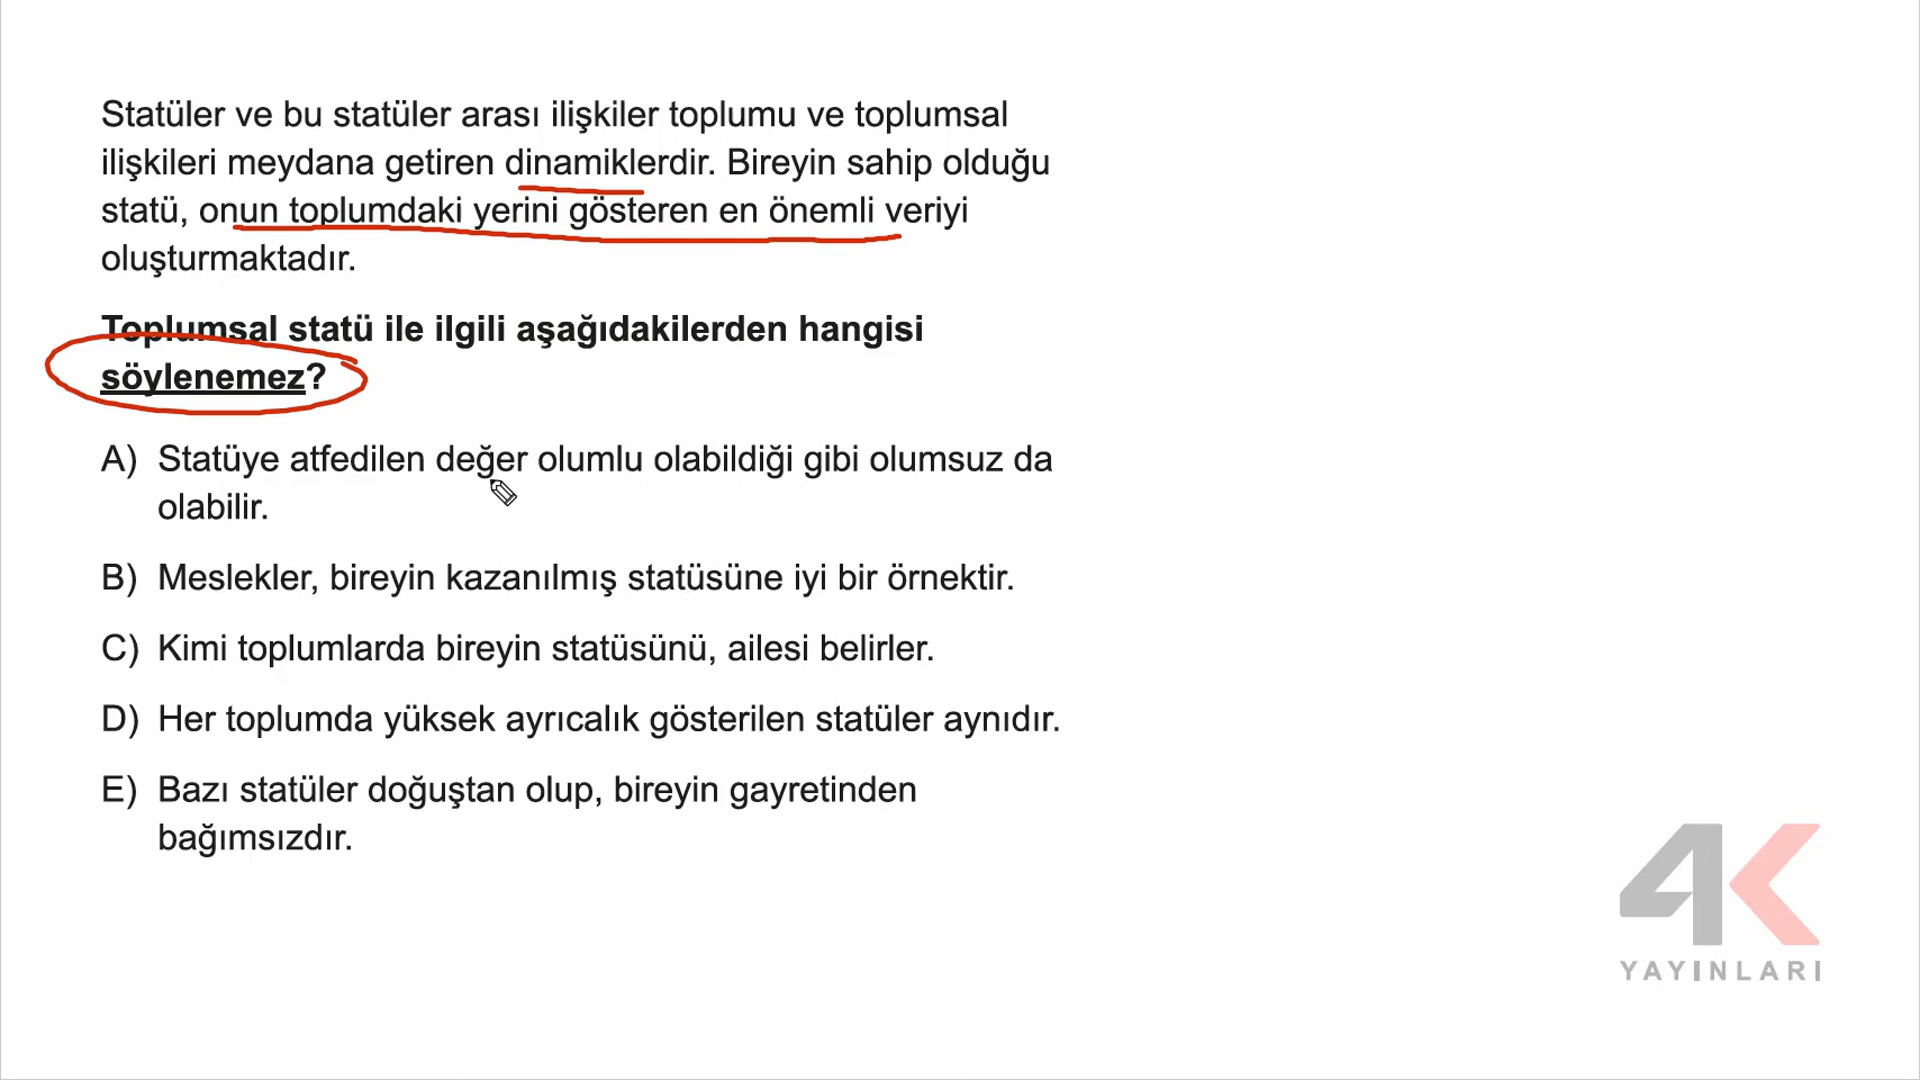 Statüler ve bu statüler arası ilişkiler toplumu ve toplumsal
ilişkileri meydana getiren dinamiklerdir. Bireyin sahip olduğu
statü, onun toplumdaki yerini gösteren en önemli veriyi
oluşturmaktadır.
Toplumsal statü ile ilgili aşağıdakilerden hangisi
söylenemez?
A) Statüye atfedilen değer olumlu olabildiği gibi olumsuz da
olabilir.
B) Meslekler, bireyin kazanılmış statüsüne iyi bir örnektir.
C) Kimi toplumlarda bireyin statüsünü, ailesi belirler.
D) Her toplumda yüksek ayrıcalık gösterilen statüler aynıdır.
E) Bazı statüler doğuştan olup, bireyin gayretinden
bağımsızdır.
4K
YAYINLARI